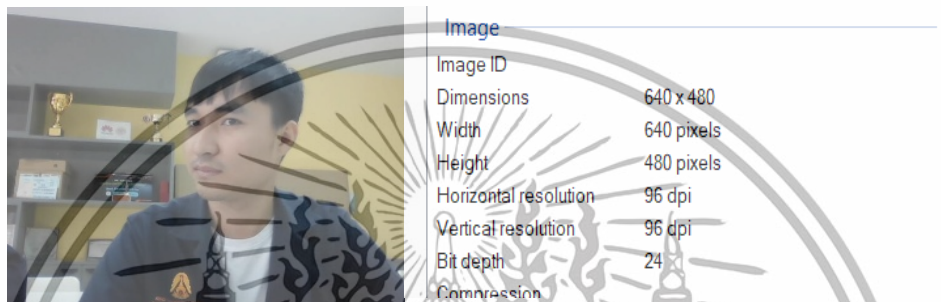 Image
Image ID
Dimensions 640 x 480
Width 640 pixels
Height 480 pixels
Horizontal resolution 96 dpi
Vertical resolution 96 dpi
Bit depth 24
Compression